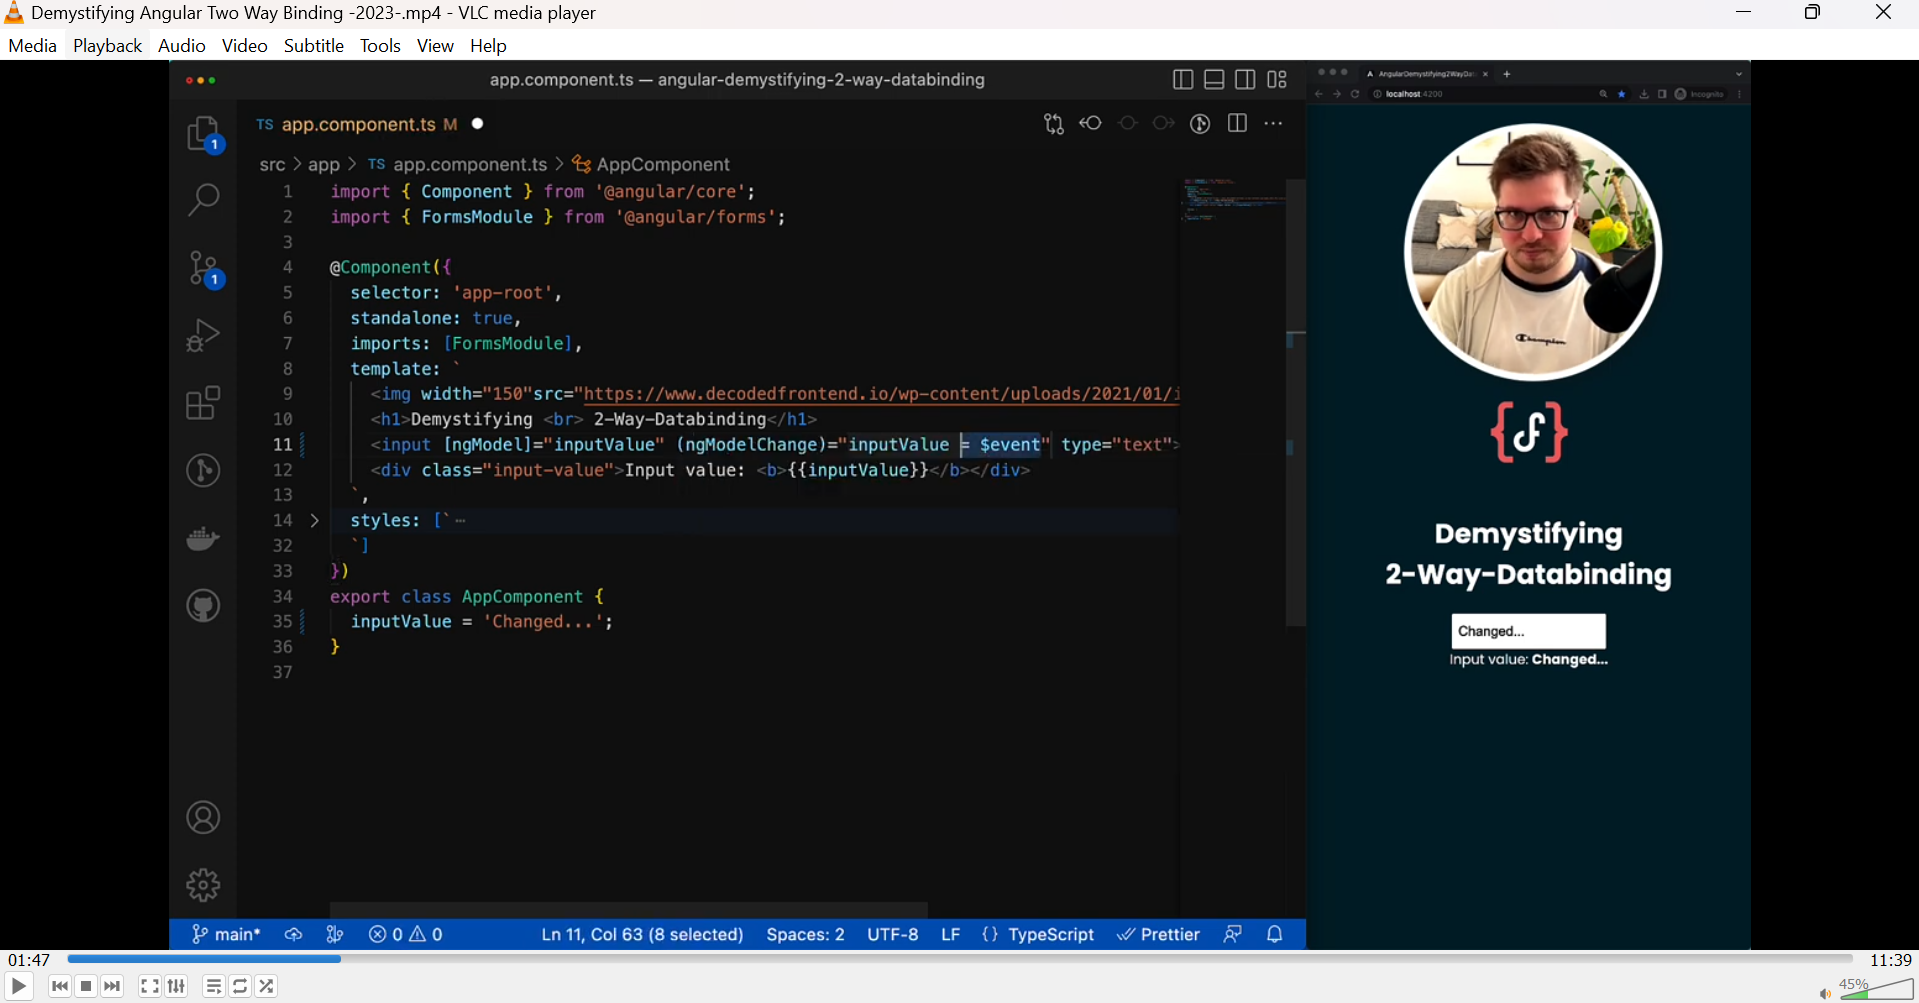 Demystifying Angular Two Way Binding -2023-.mp4 - VLC media player
Media Playback Audio Video Subtitle Tools View Help
app.component.ts — angular-demystifying-2-way-databinding
TS app.component.ts M
src > app > TS app.component.ts > AppComponent
1 import { Component } from '@angular/core';
2 import { FormsModule } from '@angular/forms';
3
4 @Component({
5 selector: 'app-root',
6 standalone: true,
7 imports: [FormsModule],
8 template: `
9 <img width="150"src="https://www.decodedfrontend.io/wp-content/uploads/2021/01/i
10 <h1>Demystifying <br> 2-Way-Databinding</h1>
11 <input [ngModel]="inputValue" (ngModelChange)="inputValue = $event" type="text">
12 <div class="input-value">Input value: <b>{{inputValue}}</b></div>
13 `,
14 styles: [` ⋯
32 `]
33 })
34 export class AppComponent {
35 inputValue = 'Changed...';
36 }
37
1
1
main* 0 0 Ln 11, Col 63 (8 selected) Spaces: 2 UTF-8 LF {} TypeScript Prettier
AngularDemystifying2WayDat
localhost:4200 Incognito
Champion
{df}
Demystifying
2-Way-Databinding
Changed...
Input value: Changed...
01:47 11:39
45%